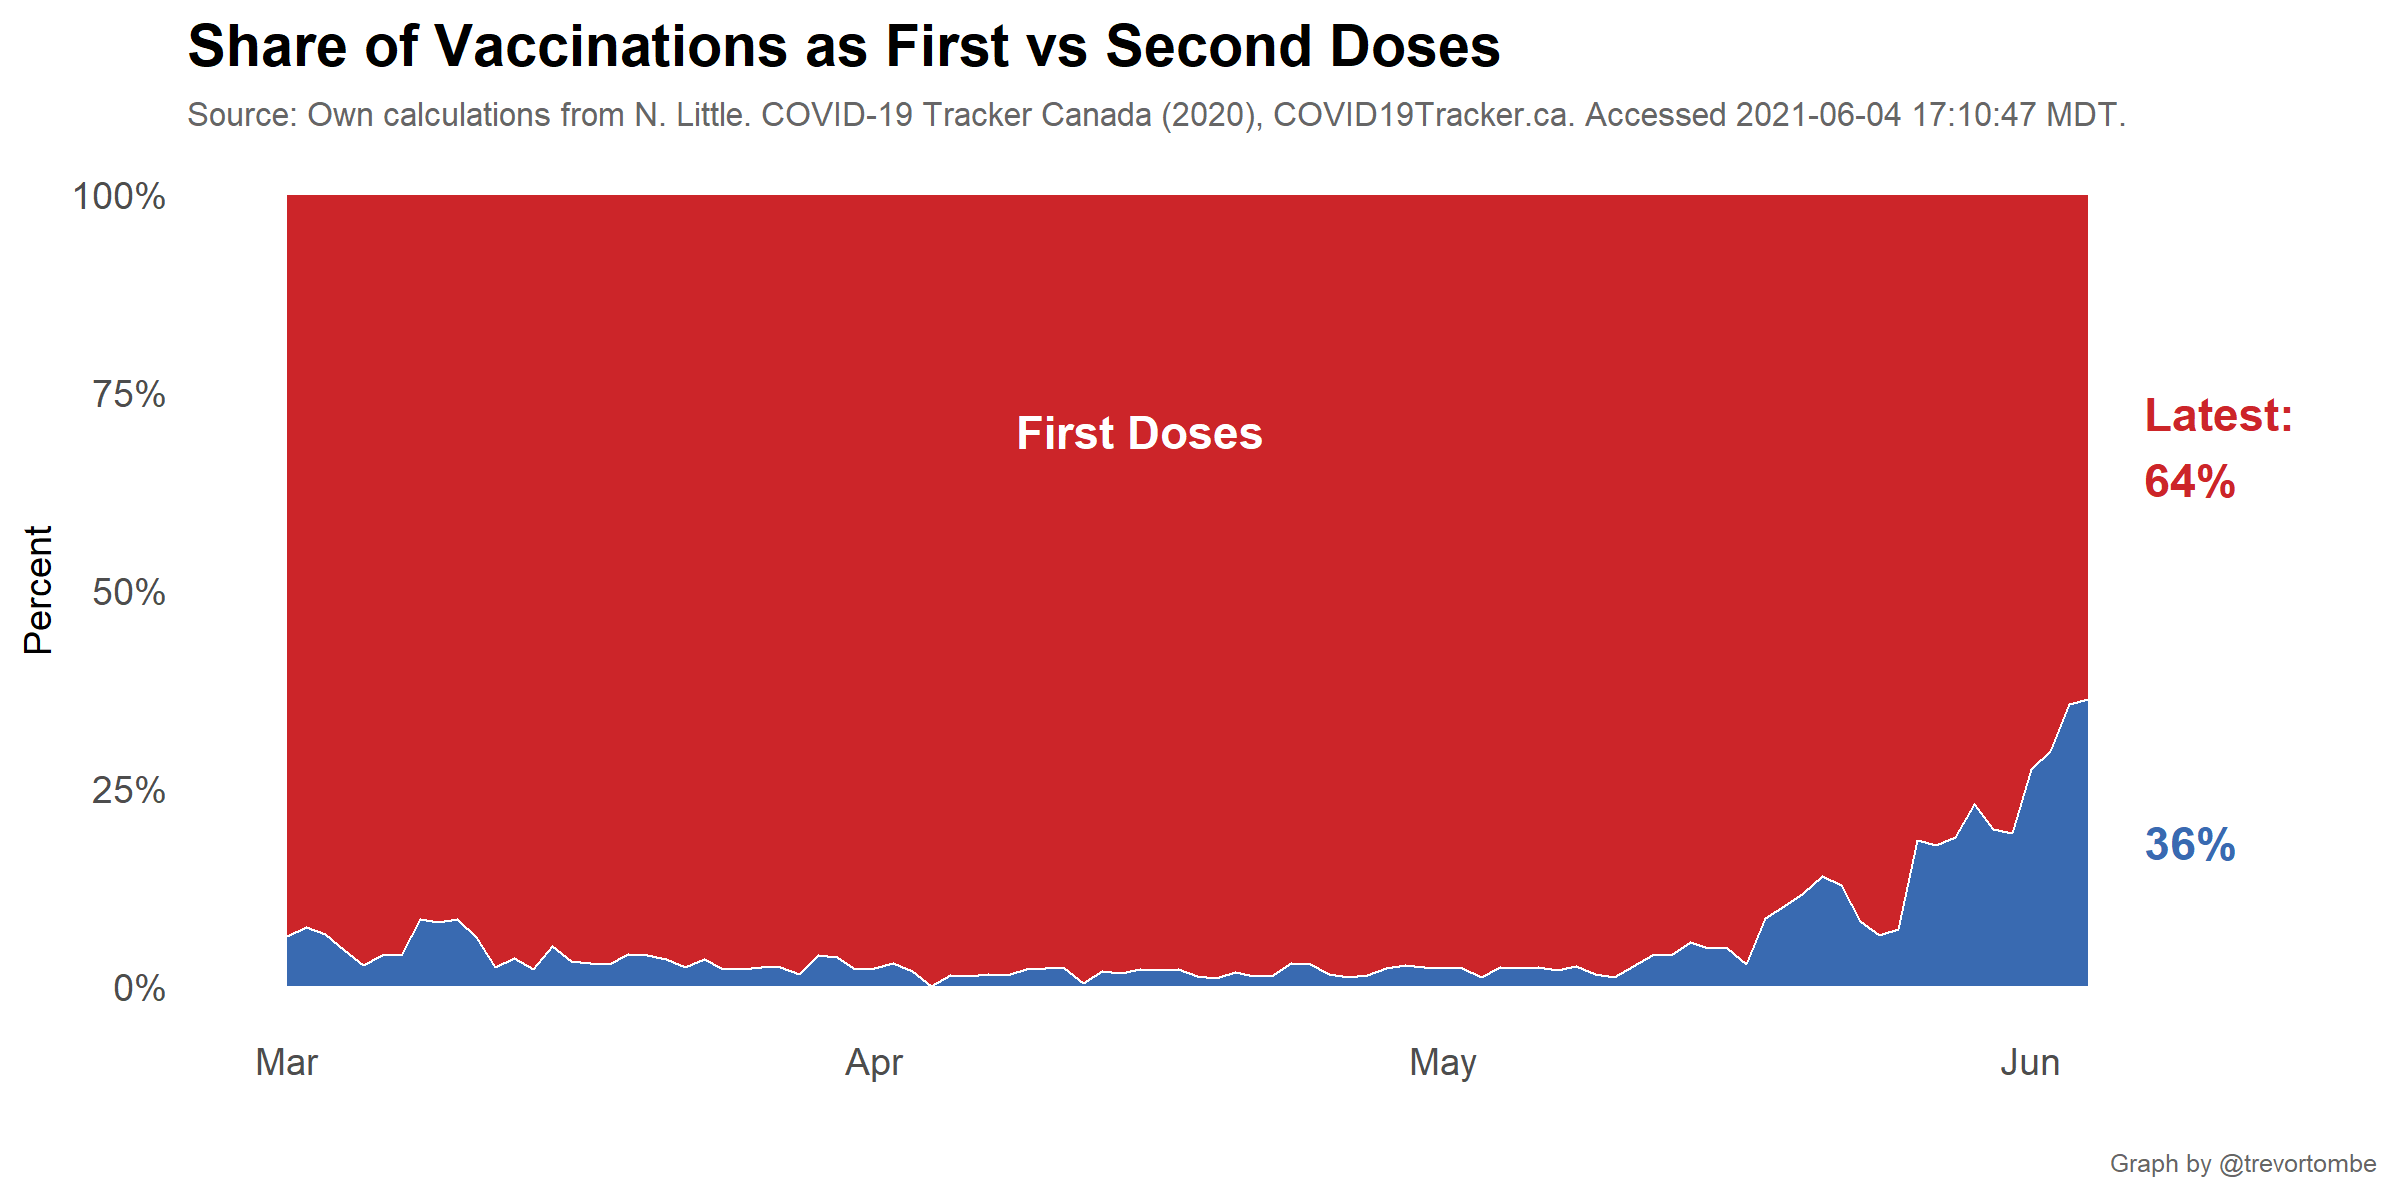 Share of Vaccinations as First vs Second Doses
Source: Own calculations from N. Little. COVID-19 Tracker Canada (2020), COVID19Tracker.ca. Accessed 2021-06-04 17:10:47 MDT.
100%
75%
50%
25%
0%
Percent
First Doses
Latest:
64%
36%
Mar Apr May Jun
Graph by @trevortombe